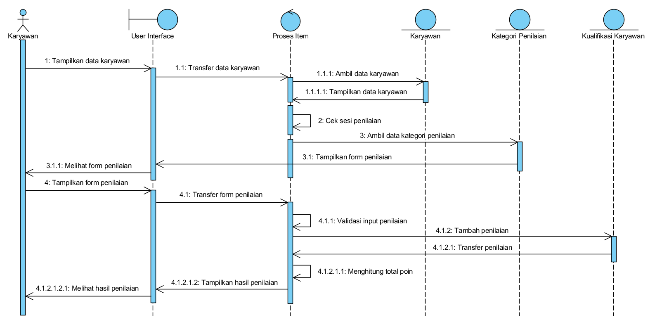 Karyawan
User Interface
Proses Item
Karyawan
Kategori Penilaian
Kualifikasi Karyawan
1: Tampilkan data karyawan
1.1: Transfer data karyawan
1.1.1: Ambil data karyawan
1.1.1.1: Tampilkan data karyawan
2: Cek sesi penilaian
3: Ambil data kategori penilaian
3.1: Tampilkan form penilaian
3.1.1: Melihat form penilaian
4: Tampilkan form penilaian
4.1: Transfer form penilaian
4.1.1: Validasi input penilaian
4.1.2: Tambah penilaian
4.1.2.1: Transfer penilaian
4.1.2.1.1: Menghitung total poin
4.1.2.1.2: Tampilkan hasil penilaian
4.1.2.1.2.1: Melihat hasil penilaian